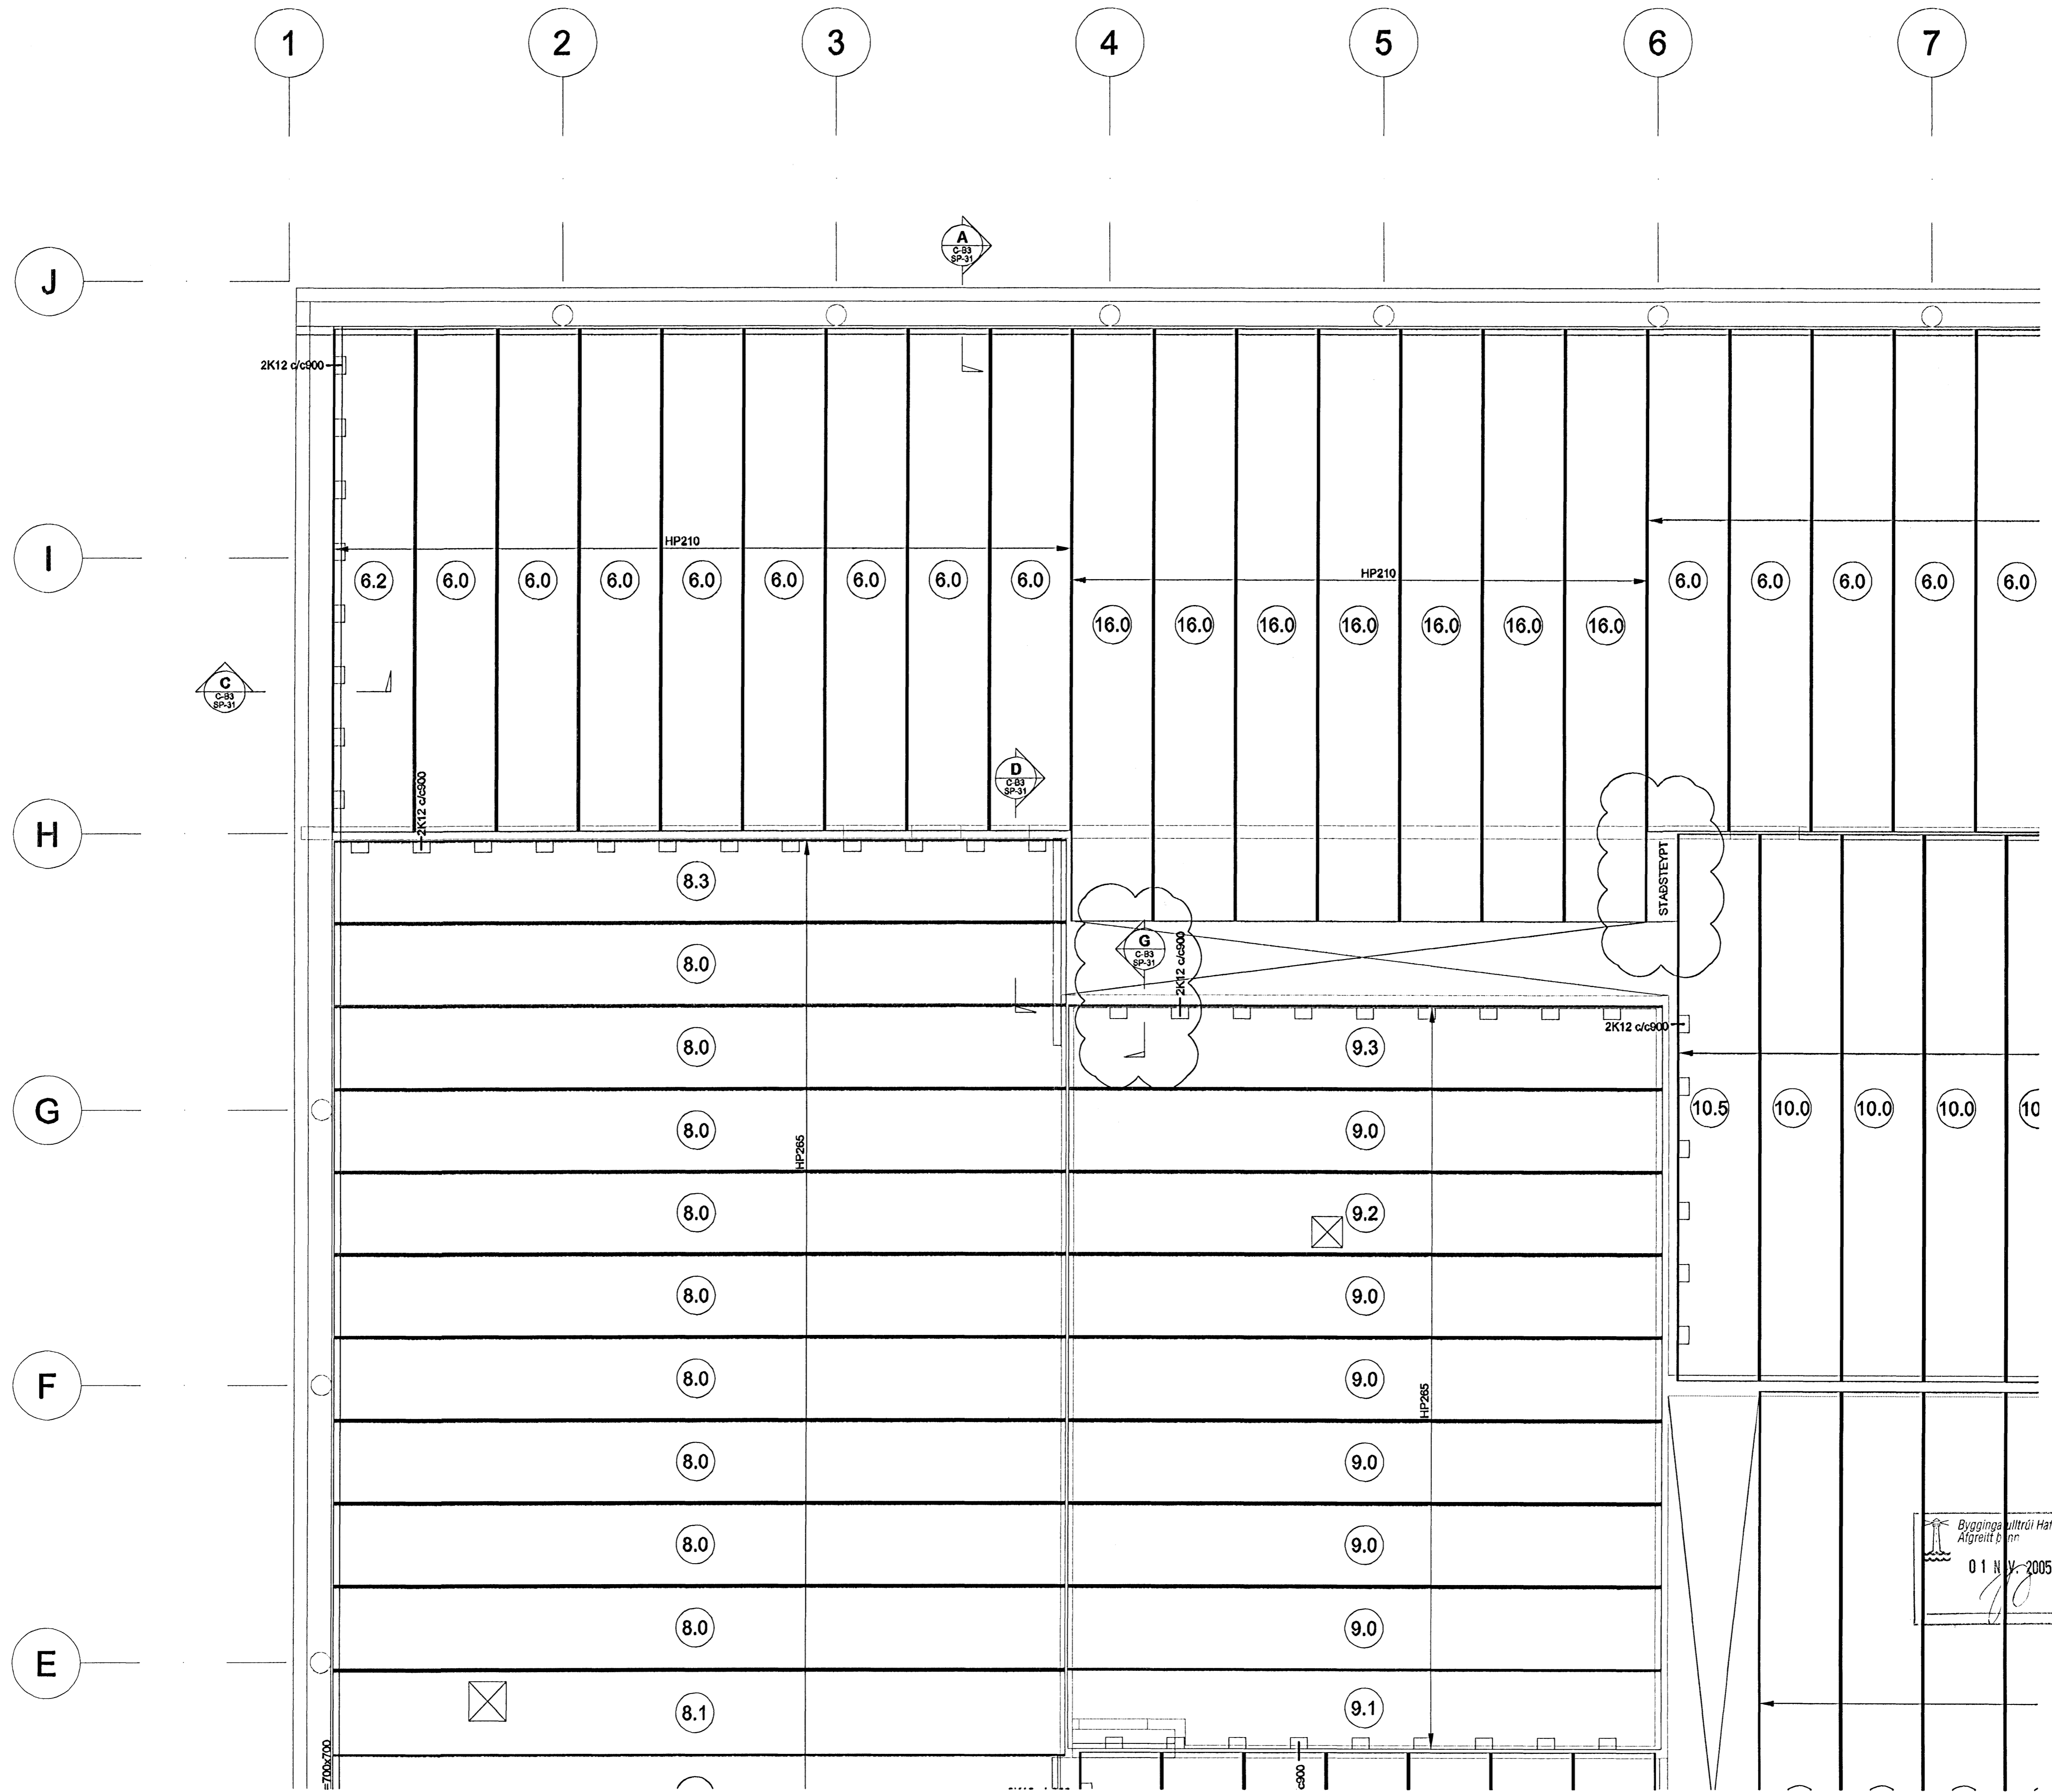 1 2 3 4 5 6 7
A
C-B3
SP-31
J
2K12 c/c900
HP210
I
HP210
6.2 6.0 6.0 6.0 6.0 6.0 6.0 6.0 6.0
6.0 6.0 6.0 6.0 6.0
16.0 16.0 16.0 16.0 16.0 16.0 16.0
C
C-B3
SP-31
D
C-B3
SP-31
2K12 c/c900
H
STAÐSTEYPT
8.3
G
C-B3
SP-31
2K12 c/c900
8.0
2K12 c/c900
8.0 9.3
G
10.5 10.0 10.0 10.0
8.0 9.0
HP265
8.0 9.2
8.0 9.0
F
8.0 9.0
HP265
8.0 9.0
8.0 9.0
Afgreitt þann
01 NÓV. 2005
8.0 9.0
E
8.1 9.1
=700x700
c900